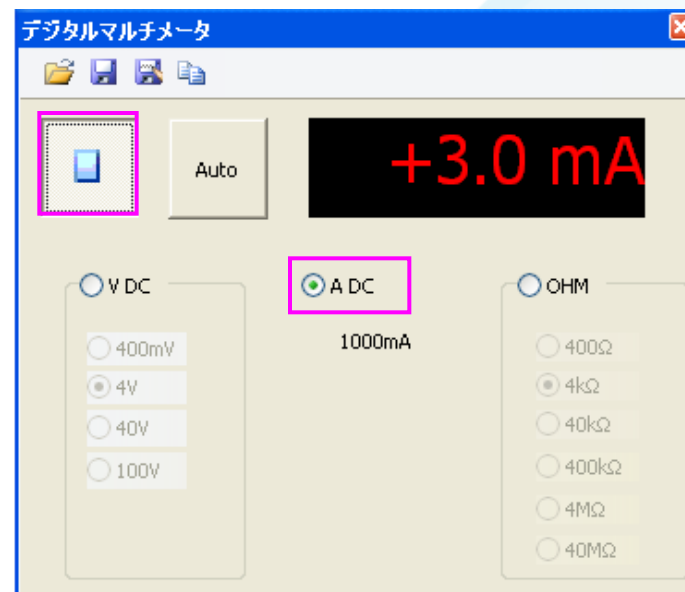 デジタルマルチメータ
Auto
+3.0 mA
V DC
400mV
4V
40V
100V
A DC
1000mA
OHM
400Ω
4kΩ
40kΩ
400kΩ
4MΩ
40MΩ